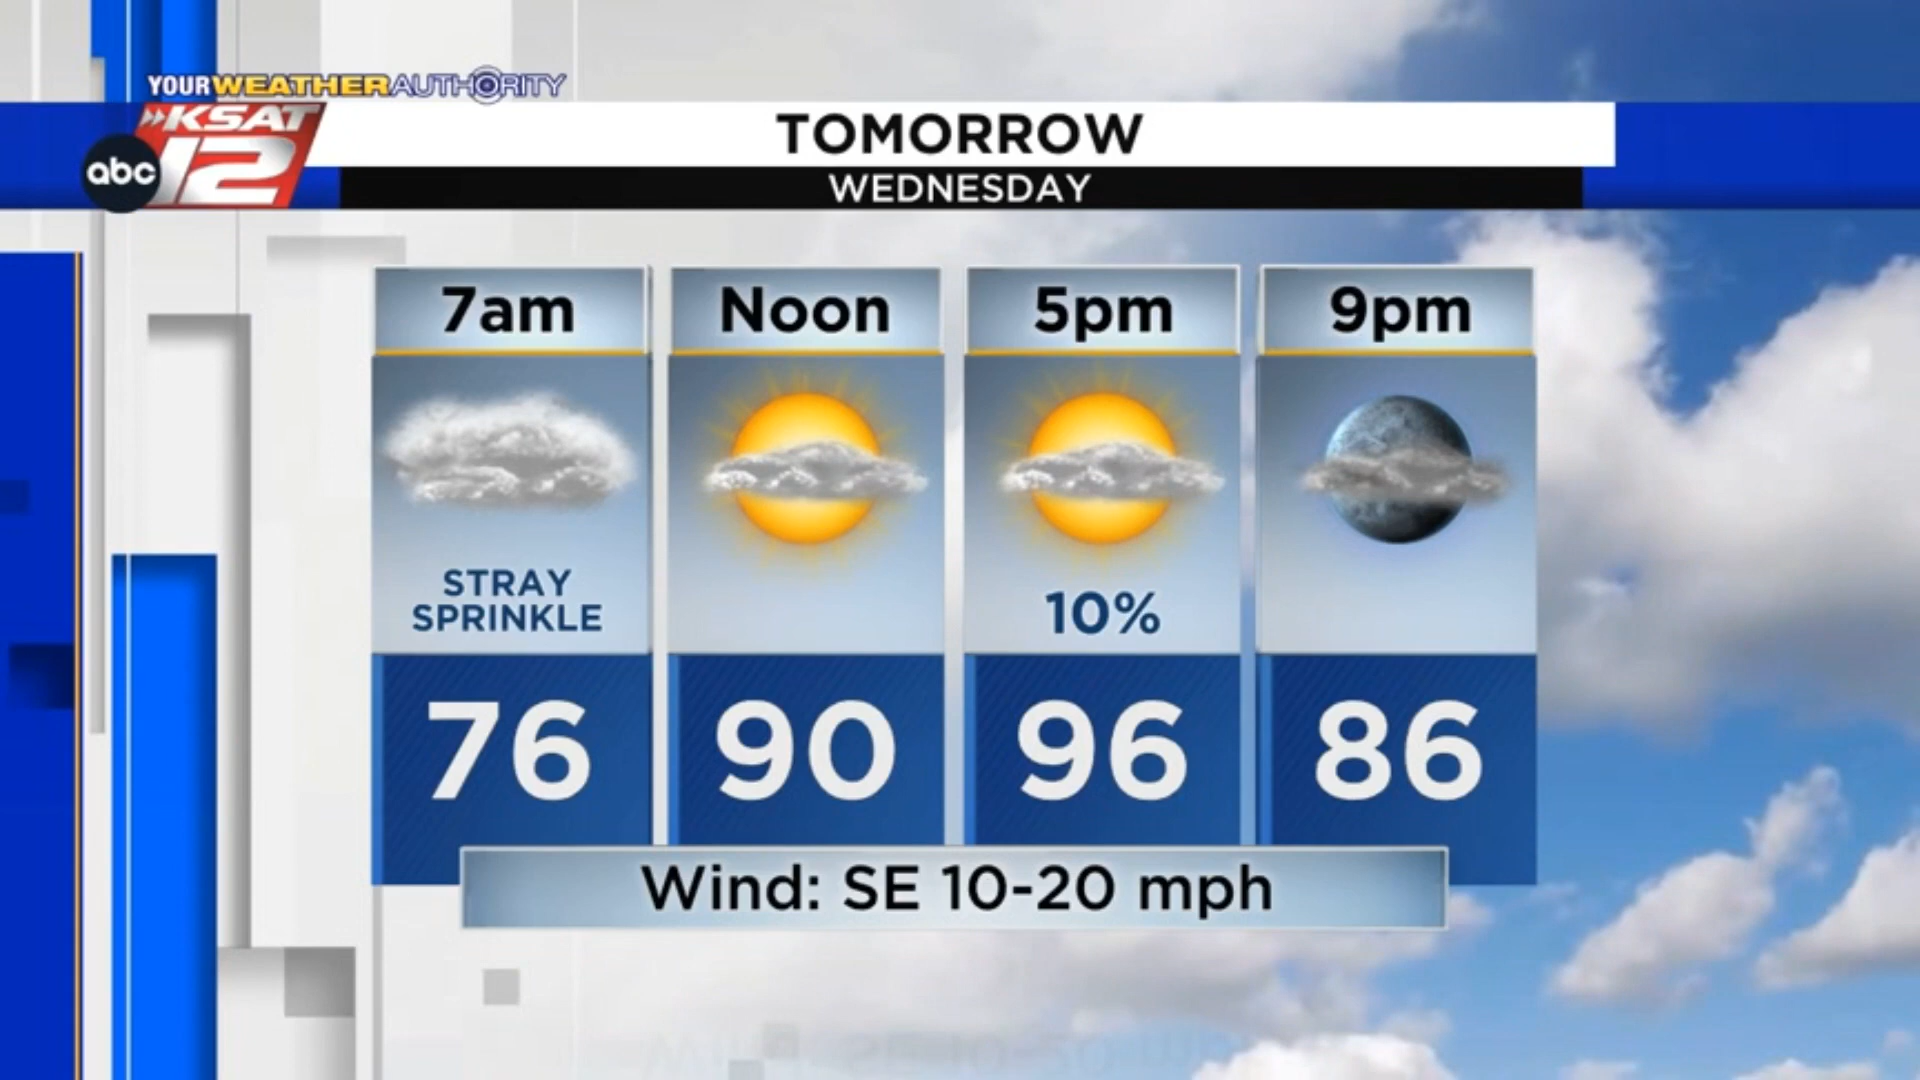 YOURWEATHERAUTHORITY
KSAT
abc 12
TOMORROW
WEDNESDAY
7am
Noon
5pm
9pm
STRAY
SPRINKLE
10%
76
90
96
86
Wind: SE 10-20 mph